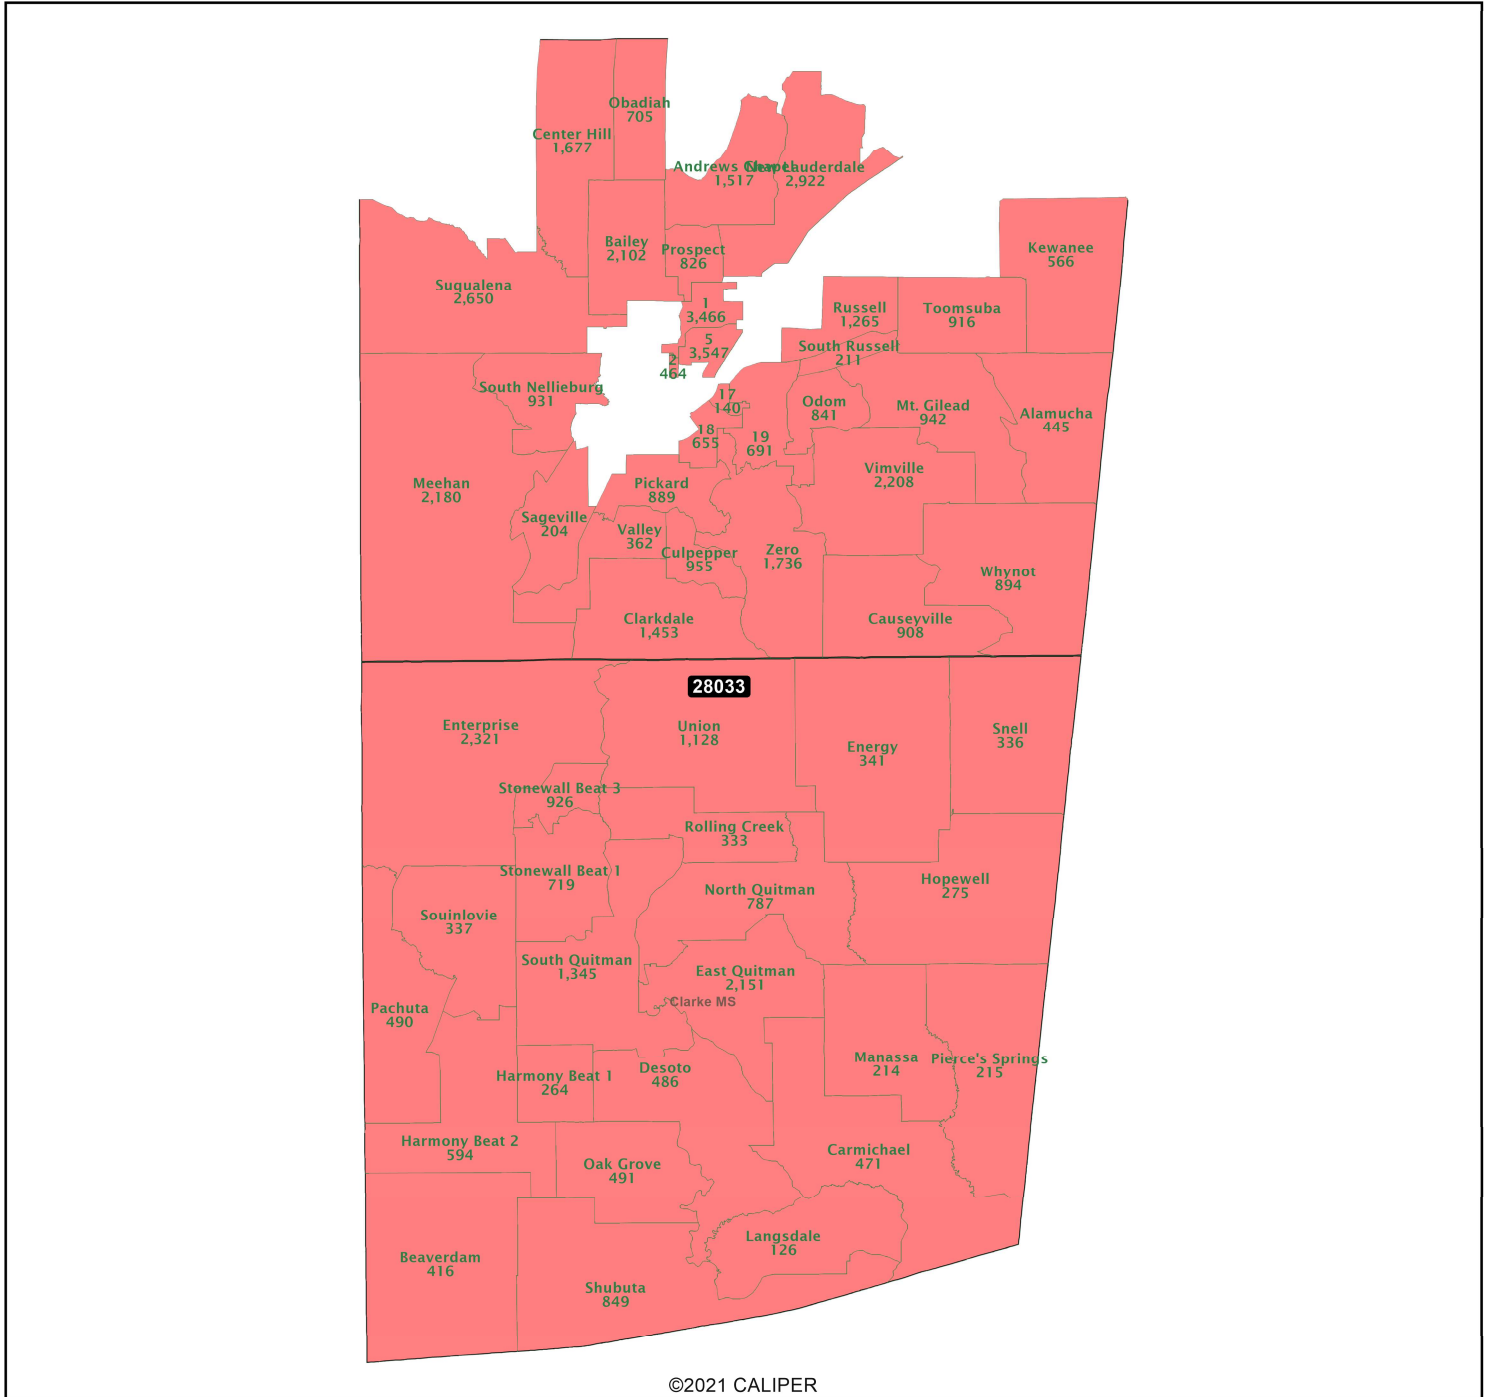 Obadiah
705
Center Hill
1,677
Andrews Chapel
1,517
New Lauderdale
2,922
Bailey
2,102
Prospect
826
Kewanee
566
Suqualena
2,650
1
3,466
Russell
1,265
Toomsuba
916
5
3,547
South Russell
211
2
464
South Nellieburg
931
17
140
Odom
841
Mt. Gilead
942
Alamucha
445
18
655
19
691
Meehan
2,180
Pickard
889
Vimville
2,208
Sageville
204
Valley
362
Culpepper
955
Zero
1,736
Whynot
894
Clarkdale
1,453
Causeyville
908
28033
Enterprise
2,321
Union
1,128
Energy
341
Snell
336
Stonewall Beat 3
926
Rolling Creek
333
Stonewall Beat 1
719
North Quitman
787
Hopewell
275
Souinlovie
337
South Quitman
1,345
East Quitman
2,151
Clarke MS
Pachuta
490
Desoto
486
Manassa
214
Pierce's Springs
215
Harmony Beat 1
264
Harmony Beat 2
594
Oak Grove
491
Carmichael
471
Langsdale
126
Beaverdam
416
Shubuta
849
©2021 CALIPER